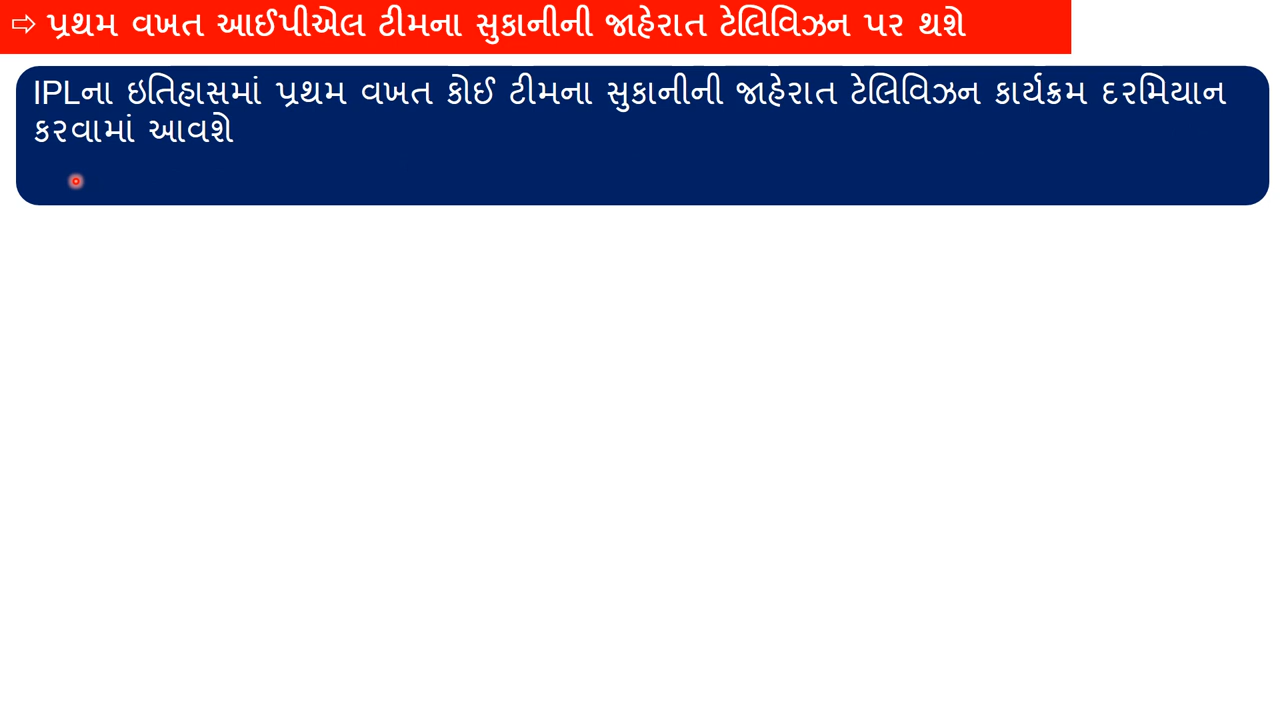 ⇨ પ્રથમ વખત આઈપીએલ ટીમના સુકાનીની જાહેરાત ટેલિવિઝન પર થશે
IPLના ઇતિહાસમાં પ્રથમ વખત કોઈ ટીમના સુકાનીની જાહેરાત ટેલિવિઝન કાર્યક્રમ દરમિયાન
કરવામાં આવશે